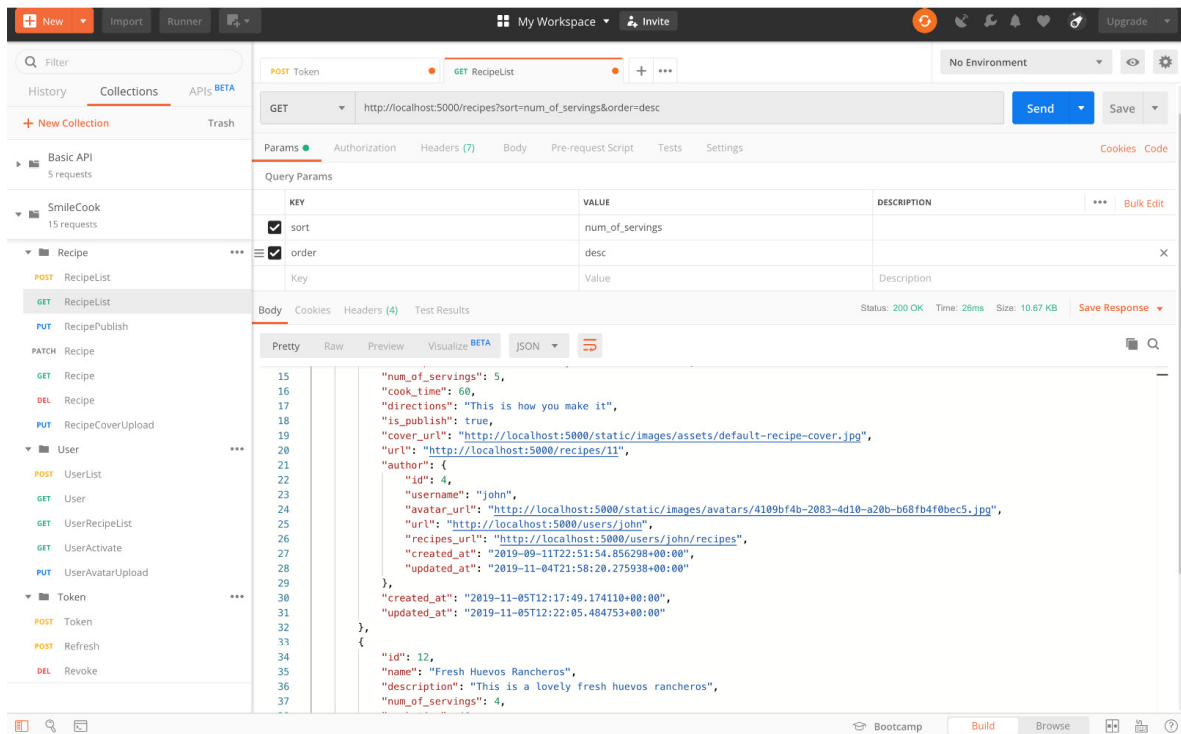 New Import Runner My Workspace Invite Upgrade
Filter
History Collections APIs BETA
+ New Collection Trash
Basic API
5 requests
SmileCook
15 requests
Recipe
POST RecipeList
GET RecipeList
PUT RecipePublish
PATCH Recipe
GET Recipe
DEL Recipe
PUT RecipeCoverUpload
User
POST UserList
GET User
GET UserRecipeList
GET UserActivate
PUT UserAvatarUpload
Token
POST Token
POST Refresh
DEL Revoke
POST Token GET RecipeList + ••• No Environment
GET http://localhost:5000/recipes?sort=num_of_servings&order=desc Send Save
Params Authorization Headers (7) Body Pre-request Script Tests Settings Cookies Code
Query Params
KEY VALUE DESCRIPTION ••• Bulk Edit
sort num_of_servings
order desc
Key Value Description
Body Cookies Headers (4) Test Results Status: 200 OK Time: 26ms Size: 10.67 KB Save Response
Pretty Raw Preview Visualize BETA JSON
15 "num_of_servings": 5,
16 "cook_time": 60,
17 "directions": "This is how you make it",
18 "is_publish": true,
19 "cover_url": "http://localhost:5000/static/images/assets/default-recipe-cover.jpg",
20 "url": "http://localhost:5000/recipes/11",
21 "author": {
22 "id": 4,
23 "username": "john",
24 "avatar_url": "http://localhost:5000/static/images/avatars/4109bf4b-2083-4d10-a20b-b68fb4f0bec5.jpg",
25 "url": "http://localhost:5000/users/john",
26 "recipes_url": "http://localhost:5000/users/john/recipes",
27 "created_at": "2019-09-11T22:51:54.856298+00:00",
28 "updated_at": "2019-11-04T21:58:20.275938+00:00"
29 },
30 "created_at": "2019-11-05T12:17:49.174110+00:00",
31 "updated_at": "2019-11-05T12:22:05.484753+00:00"
32 },
33 {
34 "id": 12,
35 "name": "Fresh Huevos Rancheros",
36 "description": "This is a lovely fresh huevos rancheros",
37 "num_of_servings": 4,
Bootcamp Build Browse